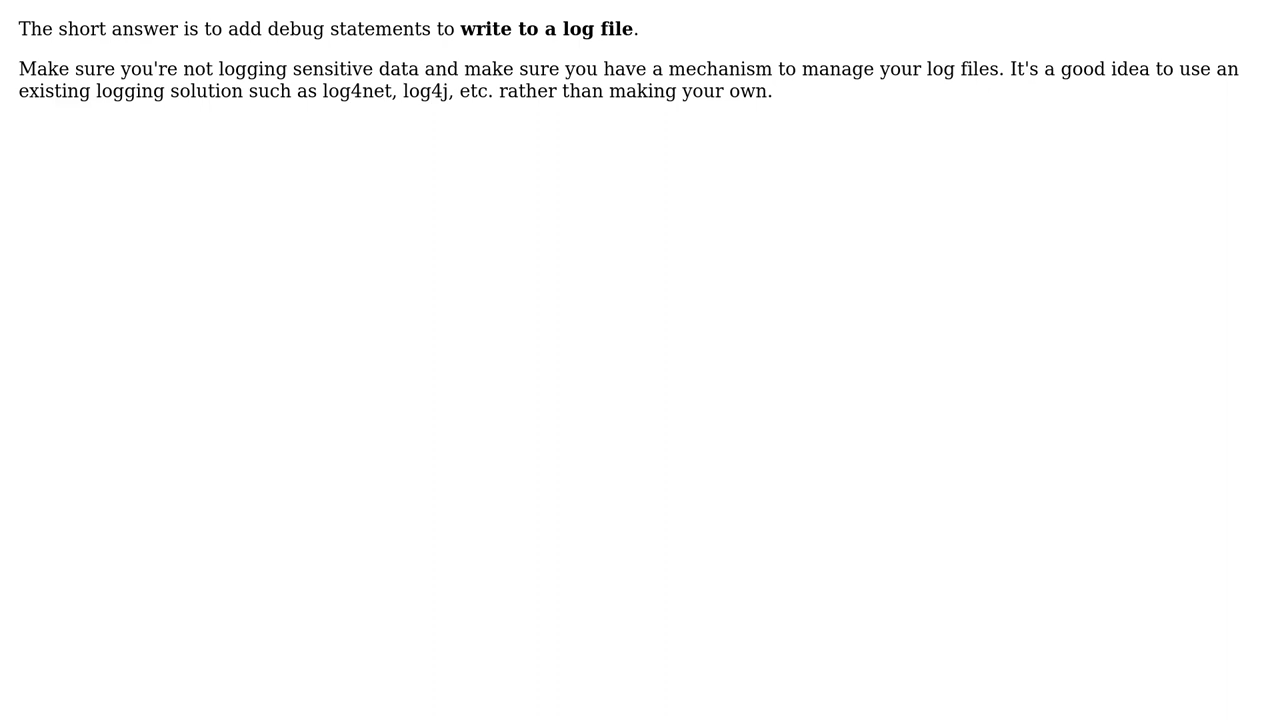 The short answer is to add debug statements to write to a log file.
Make sure you're not logging sensitive data and make sure you have a mechanism to manage your log files. It's a good idea to use an
existing logging solution such as log4net, log4j, etc. rather than making your own.